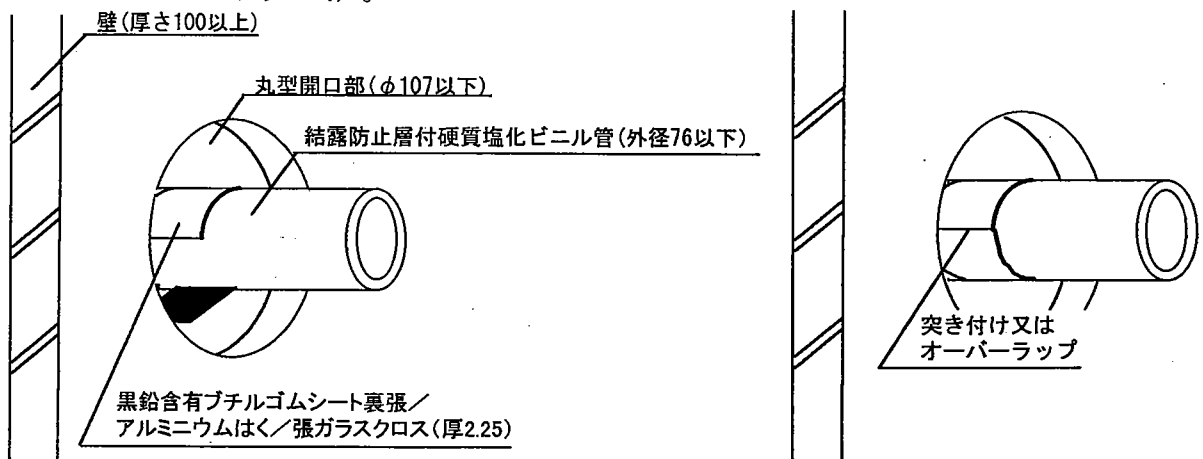 壁(厚さ100以上)
丸型開口部(φ107以下)
結露防止層付硬質塩化ビニル管(外径76以下)
黒鉛含有ブチルゴムシート裏張/
アルミニウムはく/張ガラスクロス(厚2.25)
突き付け又は
オーバーラップ